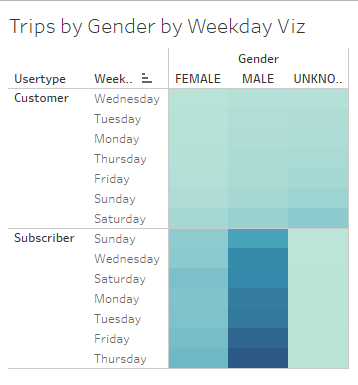 Trips by Gender by Weekday Viz
Gender
Usertype Week.. FEMALE MALE UNKNO..
Customer Wednesday
Tuesday
Monday
Thursday
Friday
Sunday
Saturday
Subscriber Sunday
Wednesday
Saturday
Monday
Tuesday
Friday
Thursday